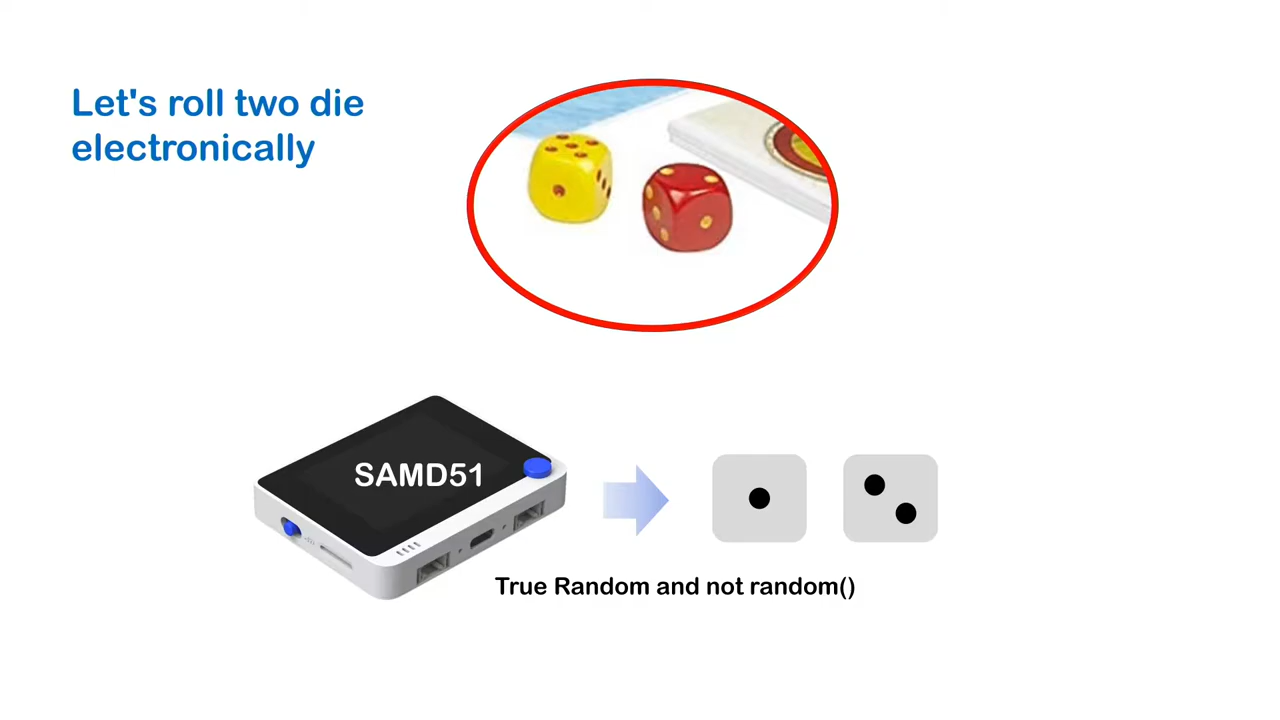 Let's roll two die
electronically
SAMD51
True Random and not random()